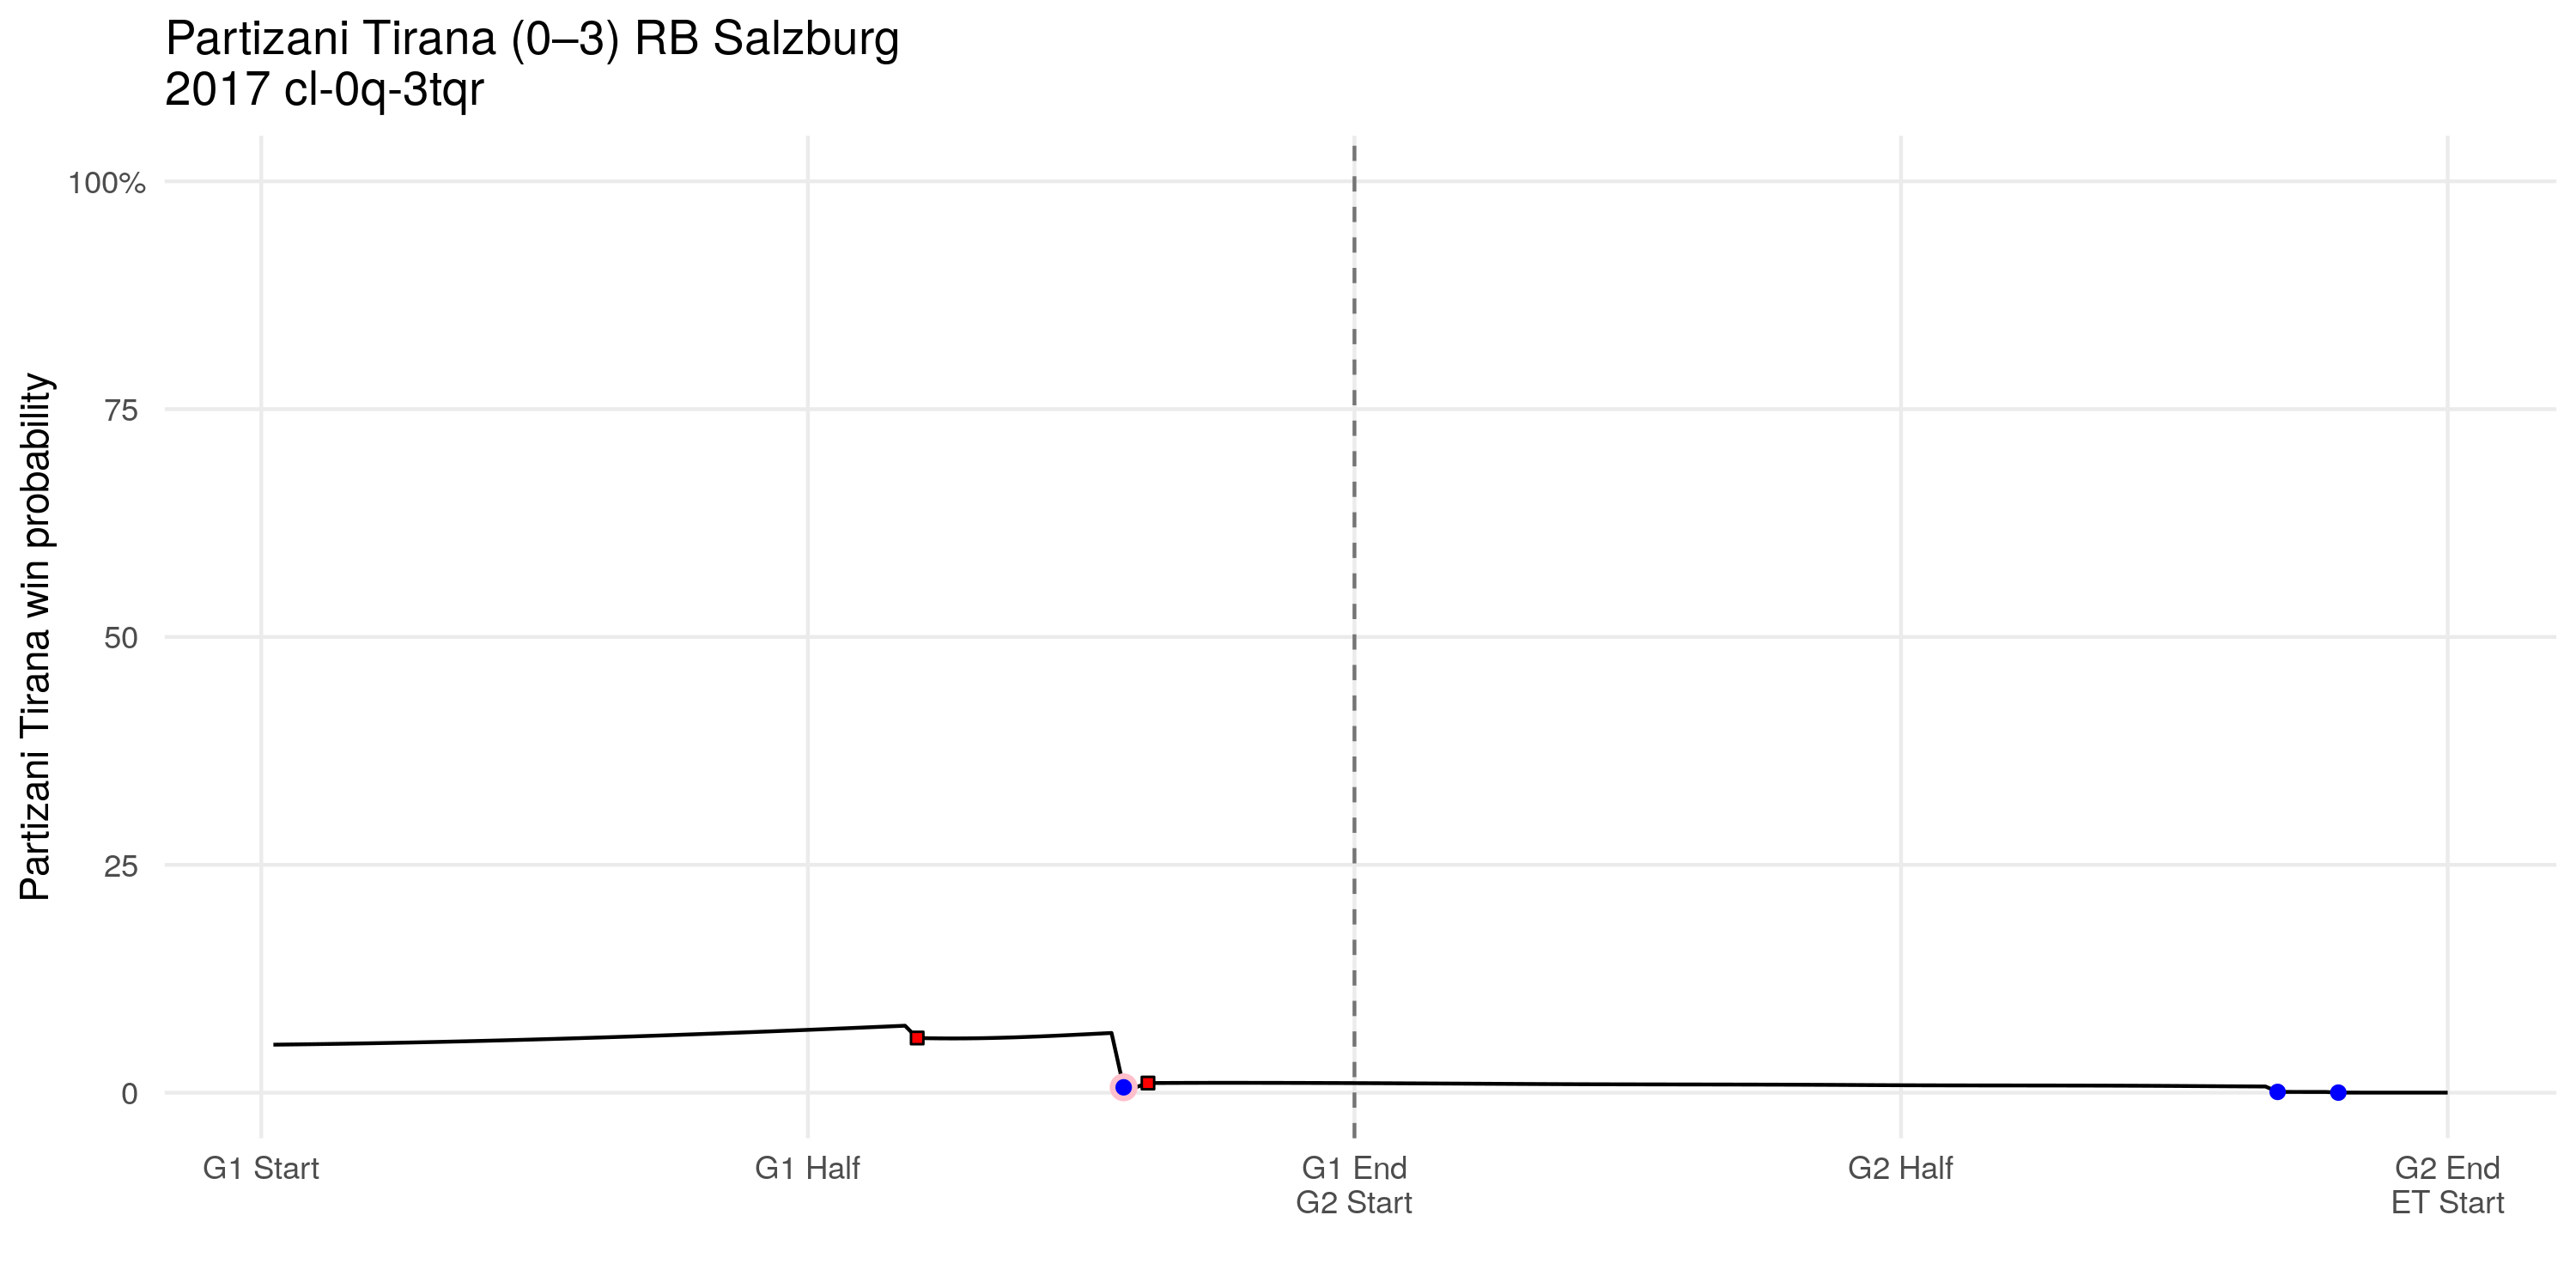 Partizani Tirana (0–3) RB Salzburg
2017 cl-0q-3tqr
Partizani Tirana win probability
100%
75
50
25
0
G1 Start
G1 Half
G1 End
G2 Start
G2 Half
G2 End
ET Start